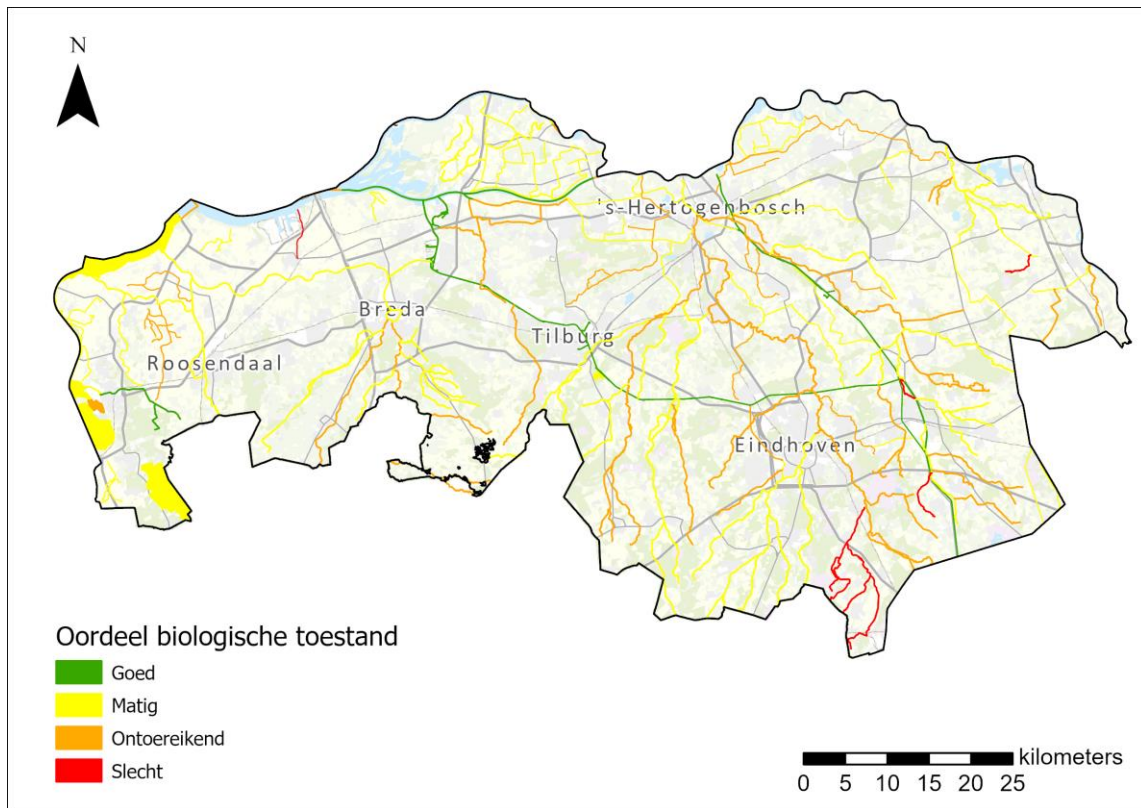 N
's-Hertogenbosch
Breda
Tilburg
Roosendaal
Eindhoven
Oordeel biologische toestand
Goed
Matig
Ontoereikend
Slecht
kilometers
0 5 10 15 20 25